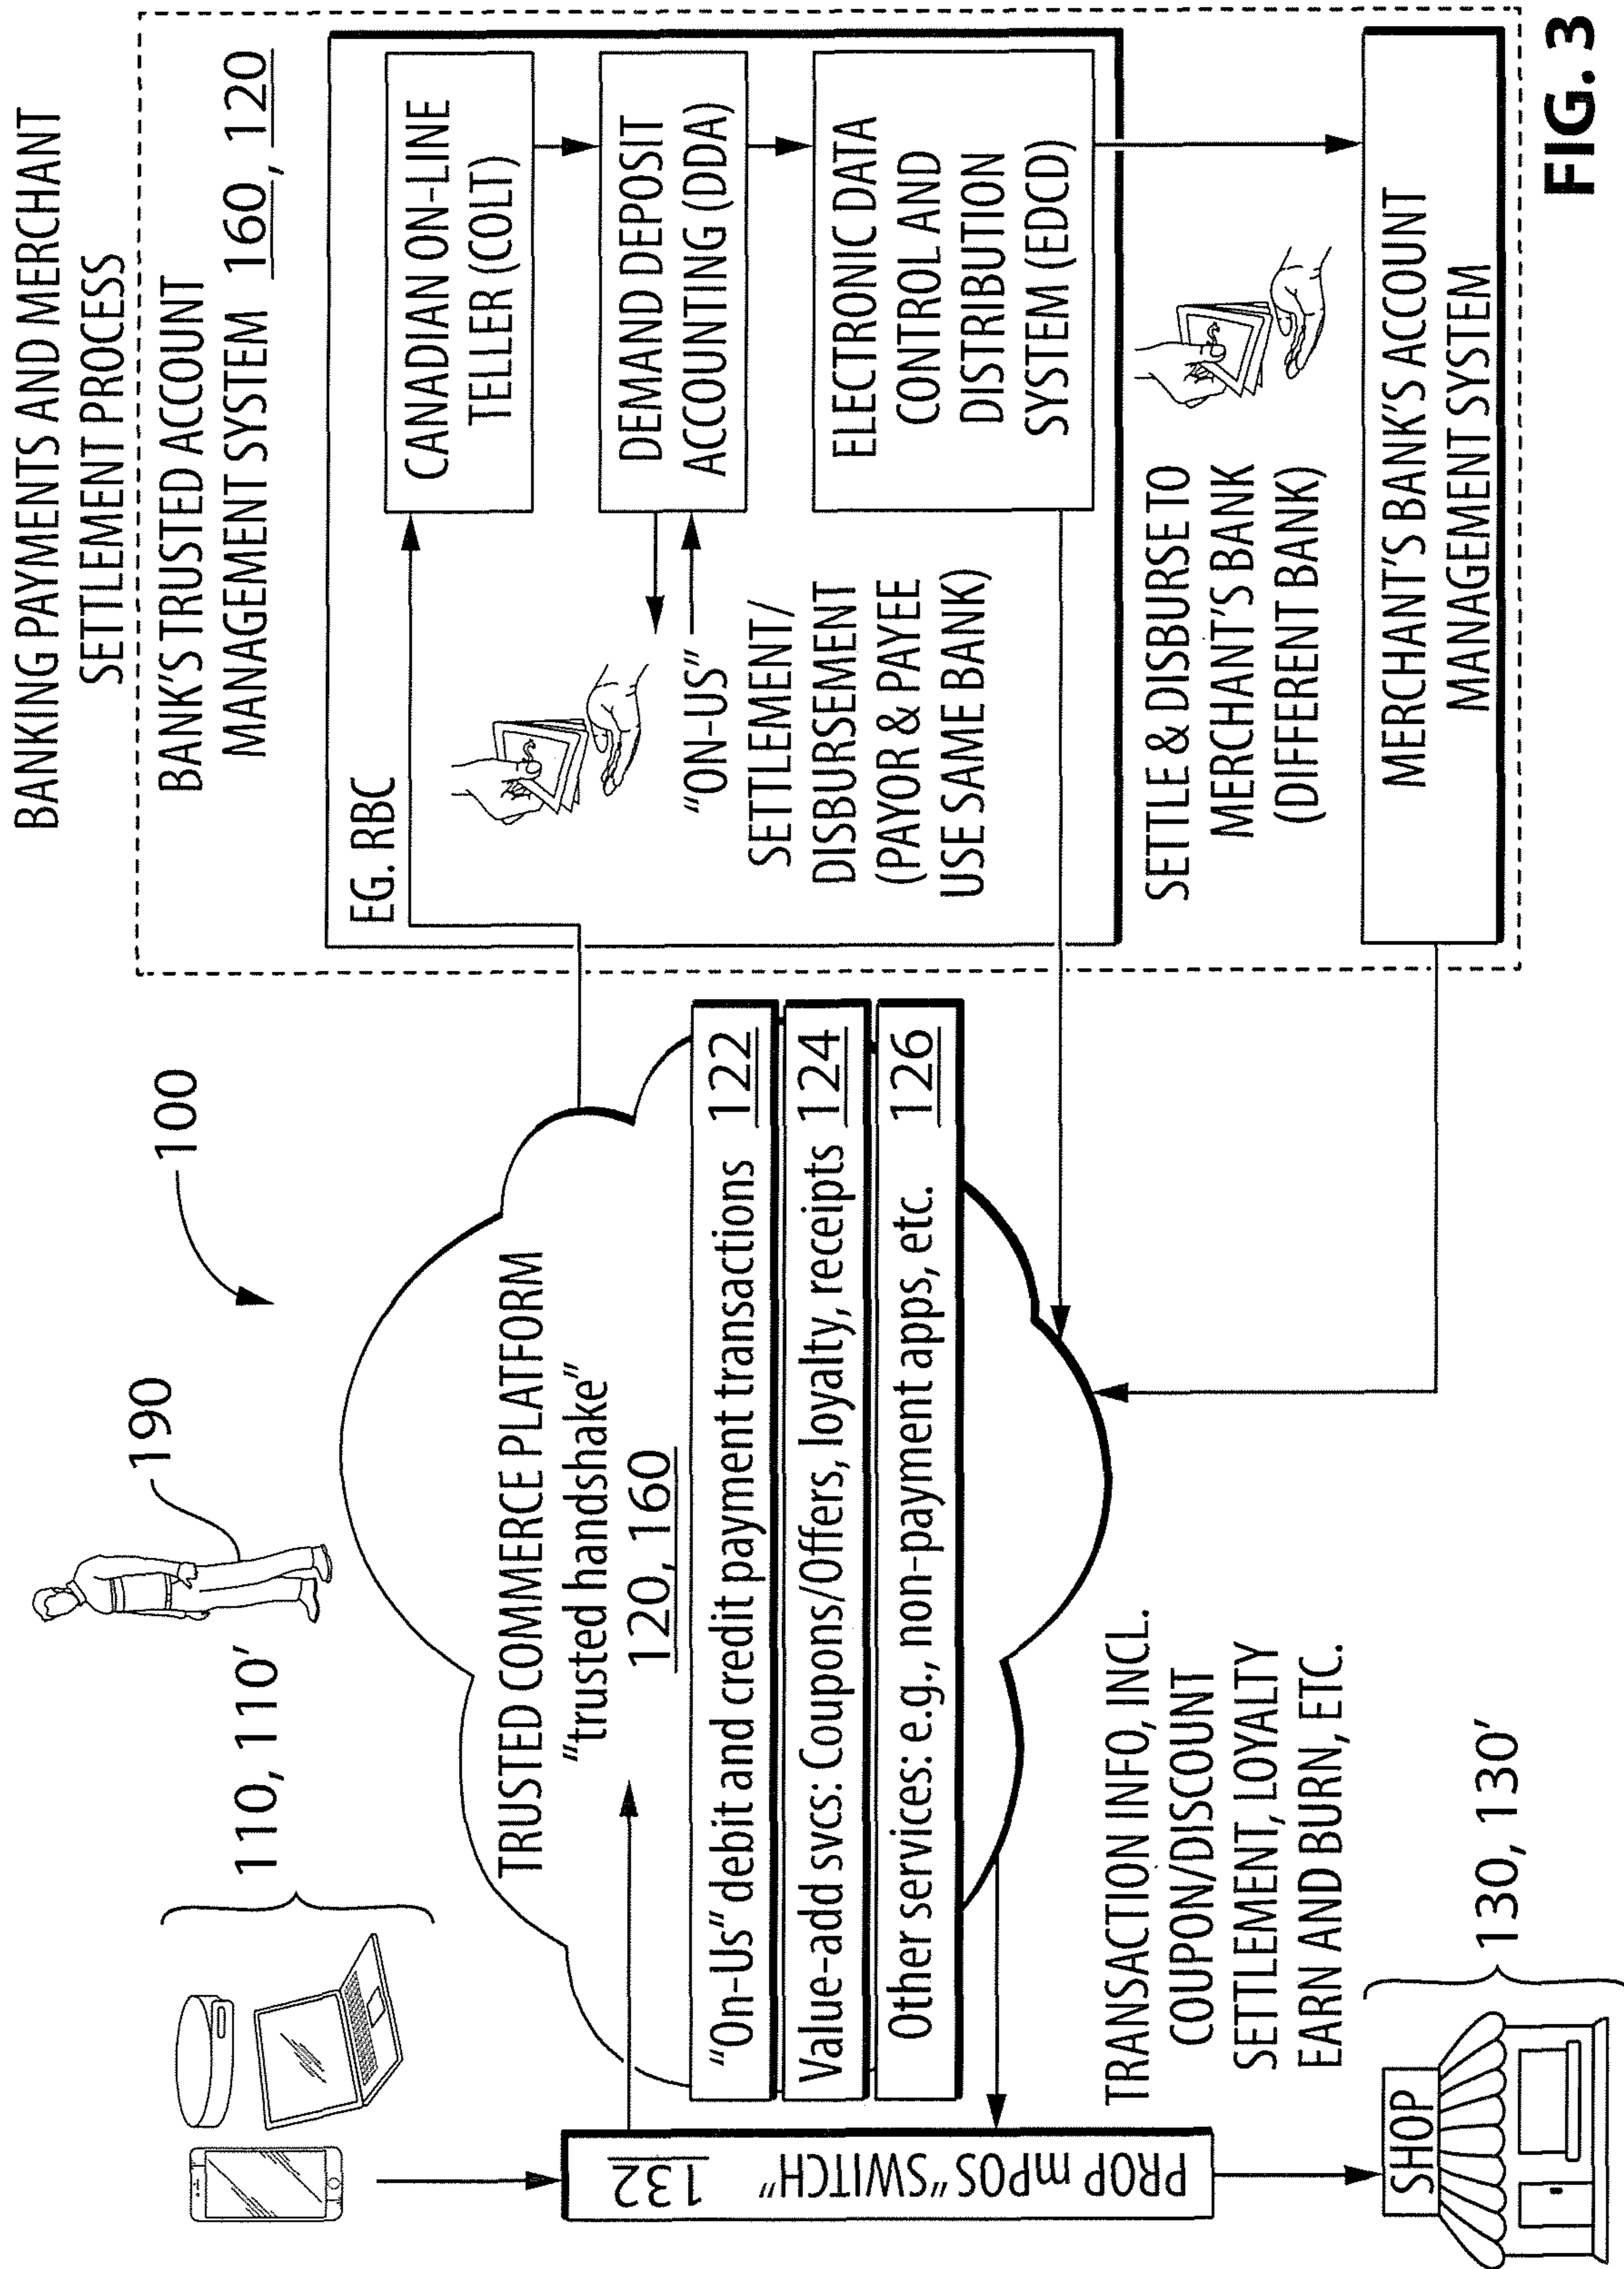 BANKING PAYMENTS AND MERCHANT
SETTLEMENT PROCESS
110, 110′
190
100
BANK'S TRUSTED ACCOUNT
MANAGEMENT SYSTEM 160, 120
TRUSTED COMMERCE PLATFORM
“trusted handshake”
120, 160
“On-Us” debit and credit payment transactions 122
Value-add svcs: Coupons/Offers, loyalty, receipts 124
Other services: e.g., non-payment apps, etc. 126
PROP mPOS “SWITCH” 132
EG. RBC
CANADIAN ON-LINE
TELLER (COLT)
DEMAND DEPOSIT
ACCOUNTING (DDA)
ELECTRONIC DATA
CONTROL AND
DISTRIBUTION
SYSTEM (EDCD)
“ON-US”
SETTLEMENT/
DISBURSEMENT
(PAYOR & PAYEE
USE SAME BANK)
SETTLE & DISBURSE TO
MERCHANT'S BANK
(DIFFERENT BANK)
$
$
TRANSACTION INFO, INCL.
COUPON/DISCOUNT
SETTLEMENT, LOYALTY
EARN AND BURN, ETC.
MERCHANT'S BANK'S ACCOUNT
MANAGEMENT SYSTEM
SHOP
130, 130′
FIG. 3